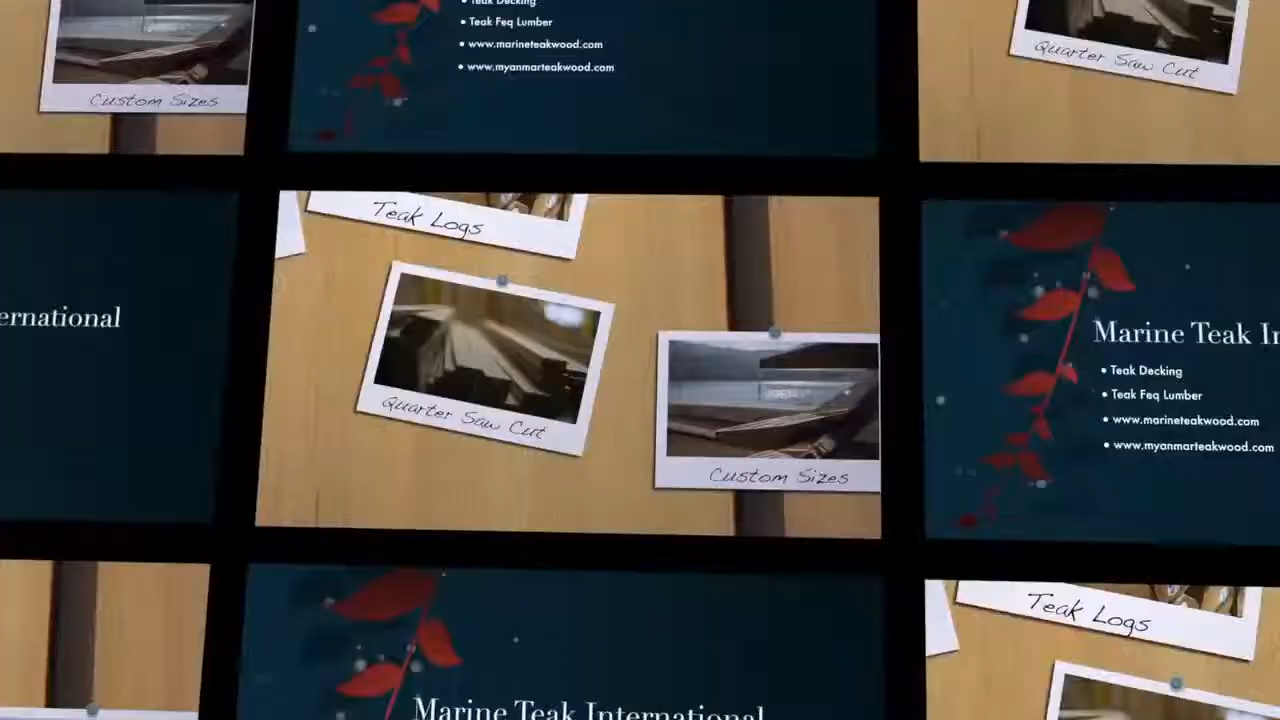 Custom Sizes
• Teak Decking
• Teak Feq Lumber
• www.marineteakwood.com
• www.myanmarteakwood.com
Quarter Saw Cut
ernational
Teak Logs
Quarter Saw Cut
Custom Sizes
Marine Teak In
• Teak Decking
• Teak Feq Lumber
• www.marineteakwood.com
• www.myanmarteakwood.com
Marine Teak International
Teak Logs